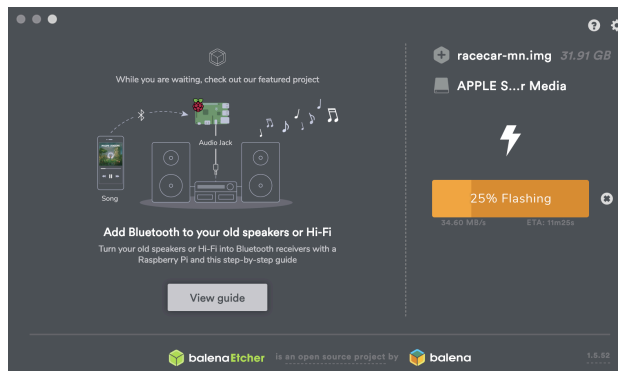 While you are waiting, check out our featured project
Audio Jack
Song
Add Bluetooth to your old speakers or Hi-Fi
Turn your old speakers or Hi-Fi into Bluetooth receivers with a
Raspberry Pi and this step-by-step guide
View guide
racecar-mn.img 31.91 GB
APPLE S...r Media
25% Flashing
34.60 MB/s ETA: 11m25s
balenaEtcher is an open source project by balena
1.5.52